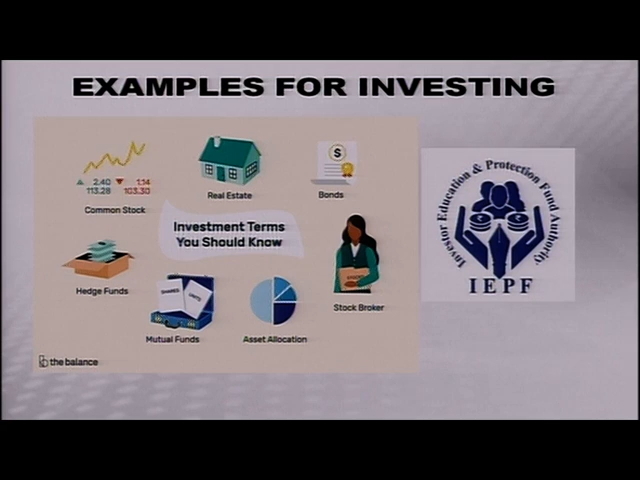 EXAMPLES FOR INVESTING
2.40 1.14
113.28 103.30
Common Stock
Real Estate
$
Bonds
Investment Terms
You Should Know
Hedge Funds
SHARES
Mutual Funds
Asset Allocation
Stock Broker
the balance
Investor Education & Protection Fund Authority
IEPF